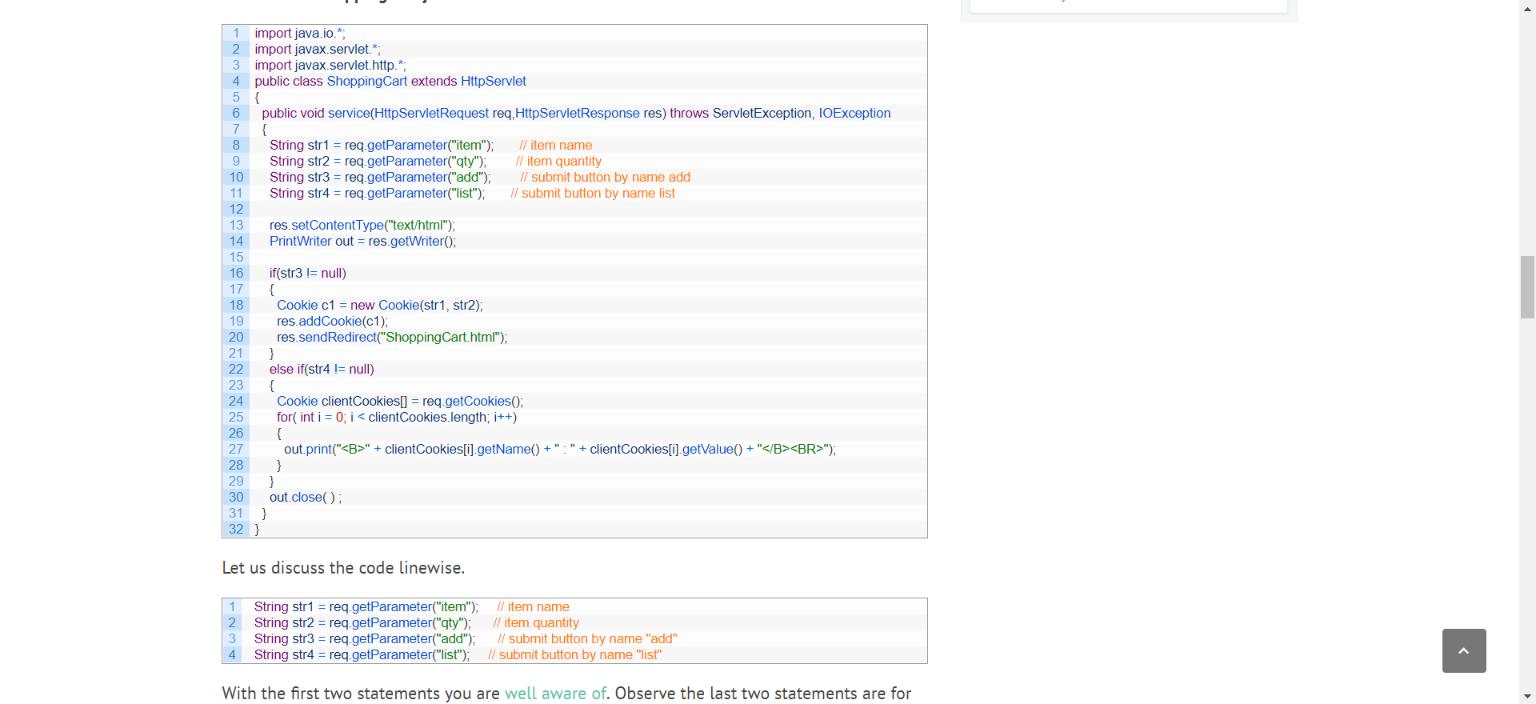 1 import java.io.*;
2 import javax.servlet.*;
3 import javax.servlet.http.*;
4 public class ShoppingCart extends HttpServlet
5 {
6 public void service(HttpServletRequest req,HttpServletResponse res) throws ServletException, IOException
7 {
8 String str1 = req.getParameter("item"); // item name
9 String str2 = req.getParameter("qty"); // item quantity
10 String str3 = req.getParameter("add"); // submit button by name add
11 String str4 = req.getParameter("list"); // submit button by name list
12
13 res.setContentType("text/html");
14 PrintWriter out = res.getWriter();
15
16 if(str3 != null)
17 {
18 Cookie c1 = new Cookie(str1, str2);
19 res.addCookie(c1);
20 res.sendRedirect("ShoppingCart.html");
21 }
22 else if(str4 != null)
23 {
24 Cookie clientCookies[] = req.getCookies();
25 for( int i = 0; i < clientCookies.length; i++)
26 {
27 out.print("<B>" + clientCookies[i].getName() + " : " + clientCookies[i].getValue() + "</B><BR>");
28 }
29 }
30 out.close( ) ;
31 }
32 }
Let us discuss the code linewise.
1 String str1 = req.getParameter("item"); // item name
2 String str2 = req.getParameter("qty"); // item quantity
3 String str3 = req.getParameter("add"); // submit button by name "add"
4 String str4 = req.getParameter("list"); // submit button by name "list"
With the first two statements you are well aware of. Observe the last two statements are for